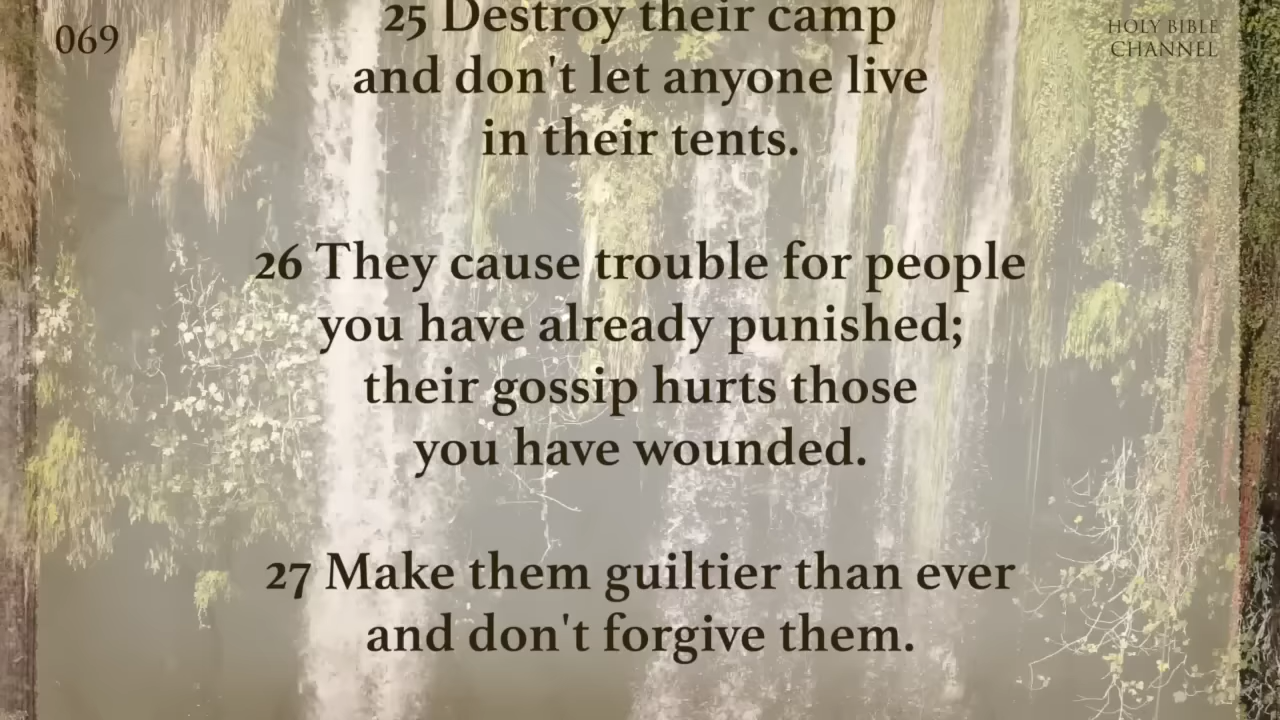 069
HOLY BIBLE
CHANNEL
25 Destroy their camp
and don't let anyone live
in their tents.
26 They cause trouble for people
you have already punished;
their gossip hurts those
you have wounded.
27 Make them guiltier than ever
and don't forgive them.